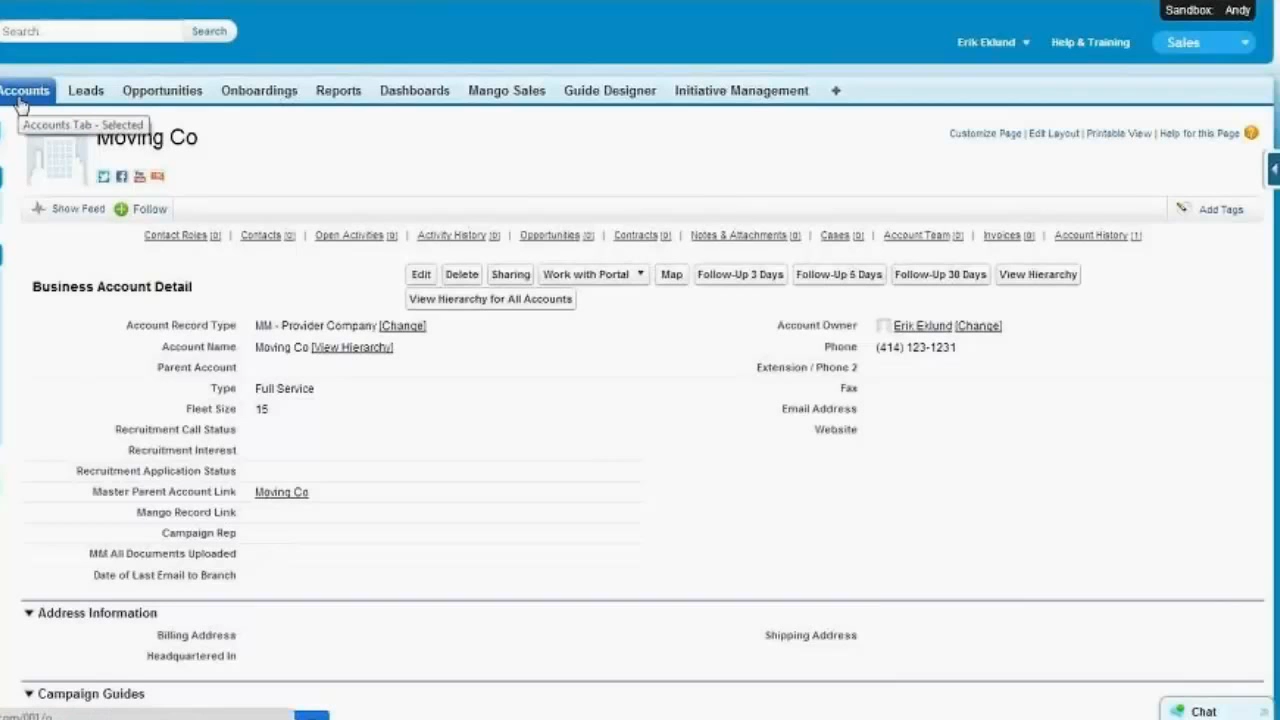 Sandbox: Andy
Search...
Search
Erik Eklund
Help & Training
Sales
Accounts Leads Opportunities Onboardings Reports Dashboards Mango Sales Guide Designer Initiative Management +
Accounts Tab - Selected
Moving Co
Customize Page | Edit Layout | Printable View | Help for this Page
Show Feed Follow
Add Tags
Contact Roles [0] | Contacts [0] | Open Activities [0] | Activity History [0] | Opportunities [0] | Contracts [0] | Notes & Attachments [0] | Cases [0] | Account Team [0] | Invoices [0] | Account History [1]
Business Account Detail
Edit Delete Sharing Work with Portal Map Follow-Up 3 Days Follow-Up 5 Days Follow-Up 30 Days View Hierarchy
View Hierarchy for All Accounts
Account Record Type MM - Provider Company [Change]
Account Owner Erik Eklund [Change]
Account Name Moving Co [View Hierarchy]
Phone (414) 123-1231
Parent Account
Extension / Phone 2
Type Full Service
Fax
Fleet Size 15
Email Address
Recruitment Call Status
Website
Recruitment Interest
Recruitment Application Status
Master Parent Account Link Moving Co
Mango Record Link
Campaign Rep
MM All Documents Uploaded
Date of Last Email to Branch
Address Information
Billing Address
Shipping Address
Headquartered In
Campaign Guides
Chat